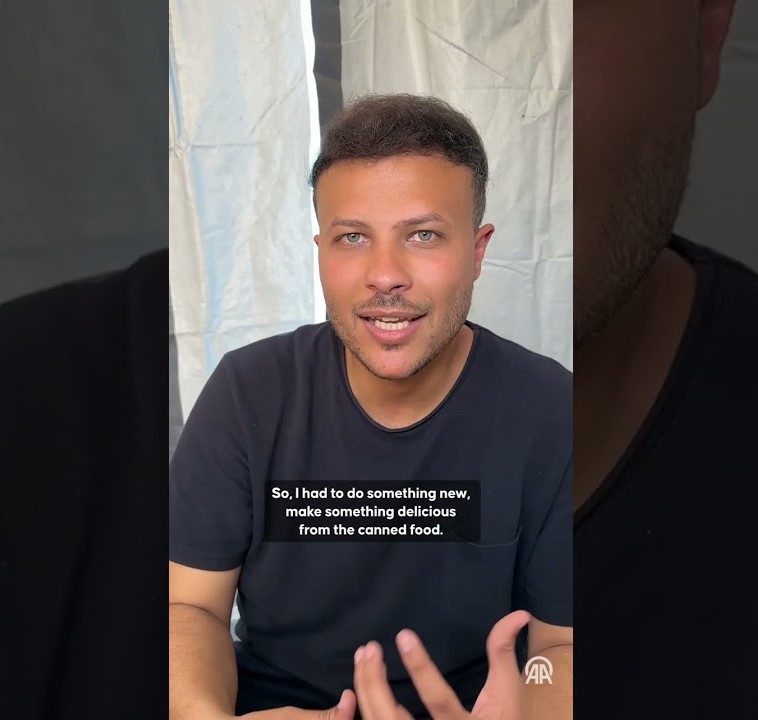 So, I had to do something new,
make something delicious
from the canned food.
AA